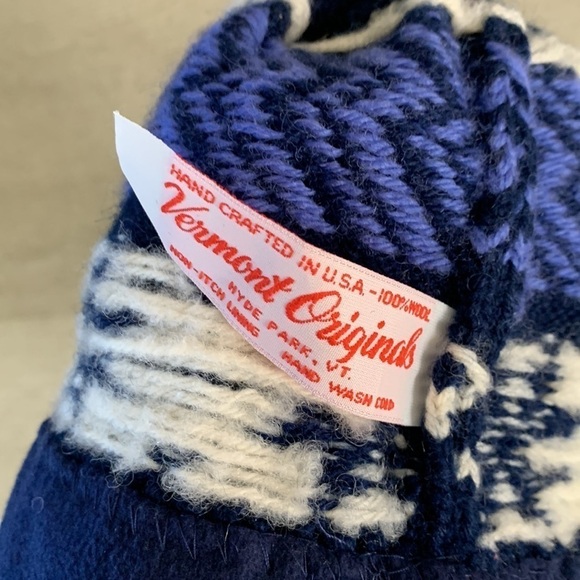 HAND CRAFTED IN U.S.A.-100% WOOL
Vermont Originals
HYDE PARK, VT.
NON-ITCH LINING HAND WASH COLD